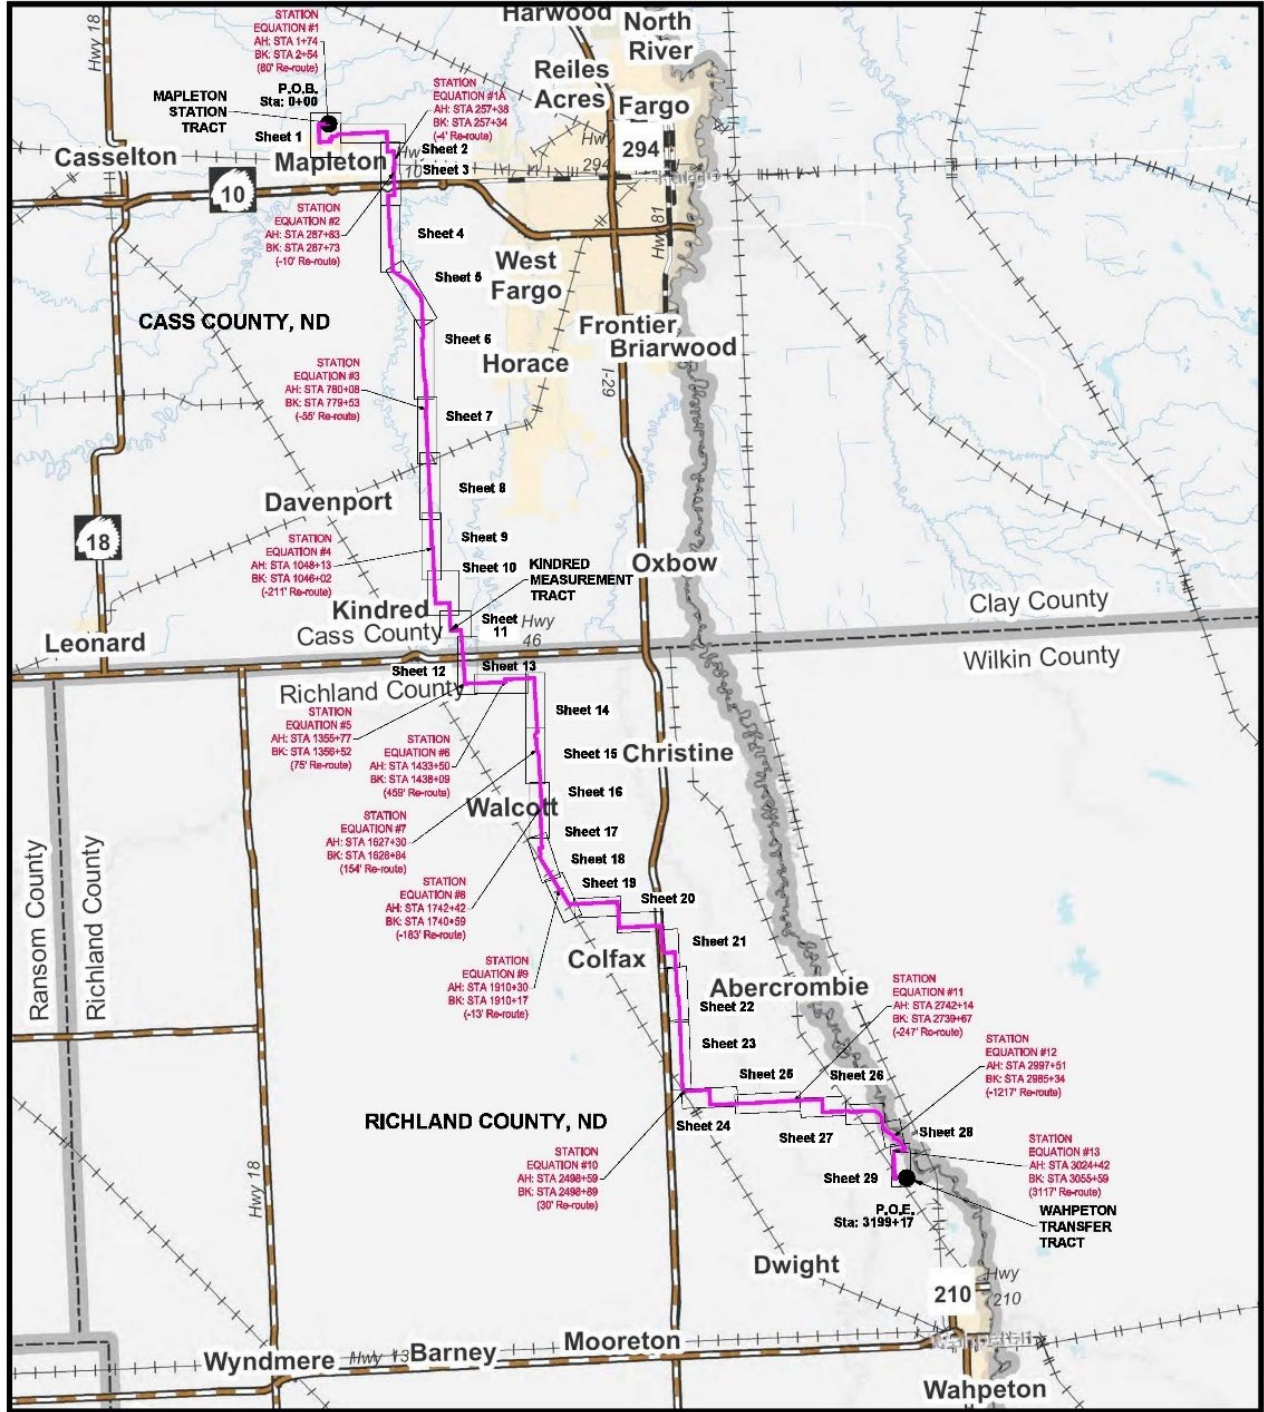 Harwood
North
River
Reiles
Acres
Fargo
294
Hwy
294
Hwy 18
STATION
EQUATION #1
AH: STA 1+74
BK: STA 2+54
(80' Re-route)
P.O.B.
Sta: 0+00
MAPLETON
STATION
TRACT
Sheet 1
STATION
EQUATION #1A
AH: STA 257+38
BK: STA 257+34
(-4' Re-route)
Sheet 2
Sheet 3
Casselton
Mapleton
Hw
10
10
STATION
EQUATION #2
AH: STA 287+83
BK: STA 287+73
(-10' Re-route)
Sheet 4
Hwy 81
West
Fargo
Sheet 5
CASS COUNTY, ND
Frontier
Briarwood
Sheet 6
Horace
I-29
STATION
EQUATION #3
AH: STA 780+08
BK: STA 779+53
(-55' Re-route)
Sheet 7
Sheet 8
Davenport
18
STATION
EQUATION #4
AH: STA 1048+13
BK: STA 1046+02
(-211' Re-route)
Sheet 9
Sheet 10
KINDRED
MEASUREMENT
TRACT
Oxbow
Kindred
Cass County
Sheet
11
Hwy
46
Clay County
Wilkin County
Leonard
Sheet 12
Sheet 13
Richland County
STATION
EQUATION #5
AH: STA 1355+77
BK: STA 1356+52
(75' Re-route)
Sheet 14
STATION
EQUATION #6
AH: STA 1433+50
BK: STA 1438+09
(459' Re-route)
Sheet 15
Christine
Sheet 16
Walcott
STATION
EQUATION #7
AH: STA 1627+30
BK: STA 1628+84
(154' Re-route)
Sheet 17
Sheet 18
Sheet 19
Sheet 20
STATION
EQUATION #8
AH: STA 1742+42
BK: STA 1740+59
(-183' Re-route)
Ransom County
Richland County
Sheet 21
Colfax
STATION
EQUATION #9
AH: STA 1910+30
BK: STA 1910+17
(-13' Re-route)
Abercrombie
STATION
EQUATION #11
AH: STA 2742+14
BK: STA 2739+67
(-247' Re-route)
Sheet 22
Sheet 23
STATION
EQUATION #12
AH: STA 2997+51
BK: STA 2985+34
(-1217' Re-route)
Sheet 25
Sheet 26
RICHLAND COUNTY, ND
Sheet 24
Sheet 27
Sheet 28
STATION
EQUATION #10
AH: STA 2498+59
BK: STA 2498+89
(30' Re-route)
STATION
EQUATION #13
AH: STA 3024+42
BK: STA 3055+59
(3117' Re-route)
Sheet 29
P.O.E.
Sta: 3199+17
WAHPETON
TRANSFER
TRACT
Hwy 18
Dwight
210
Hwy
210
Mooreton
Barney
Hwy 13
Wyndmere
Wahpeton